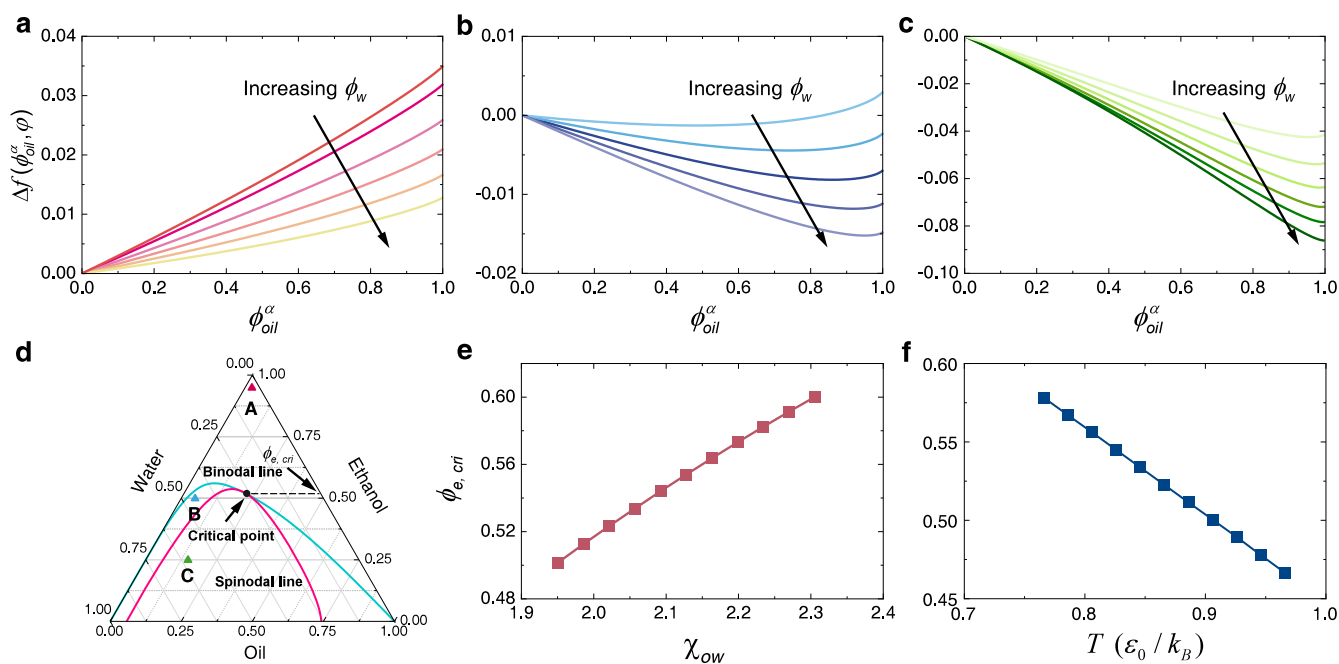 a
0.04
0.03
0.02
0.01
0.00
Δf (ϕ_oil^α, φ)
Increasing ϕ_w
0.0 0.2 0.4 0.6 0.8 1.0
ϕ_oil^α
b
0.01
0.00
-0.01
-0.02
Increasing ϕ_w
0.0 0.2 0.4 0.6 0.8 1.0
ϕ_oil^α
c
0.00
-0.02
-0.04
-0.06
-0.08
-0.10
Increasing ϕ_w
0.0 0.2 0.4 0.6 0.8 1.0
ϕ_oil^α
d
0.00
1.00
A
0.25
0.75
Water
Ethanol
ϕ_e, cri
Binodal line
0.50
0.50
B
Critical point
0.75
0.25
C
Spinodal line
1.00
0.00
0.00 0.25 0.50 0.75 1.00
Oil
e
0.60
0.56
0.52
0.48
ϕ_e, cri
1.9 2.0 2.1 2.2 2.3 2.4
χ_ow
f
0.60
0.55
0.50
0.45
0.7 0.8 0.9 1.0
T (ε_0 / k_B)